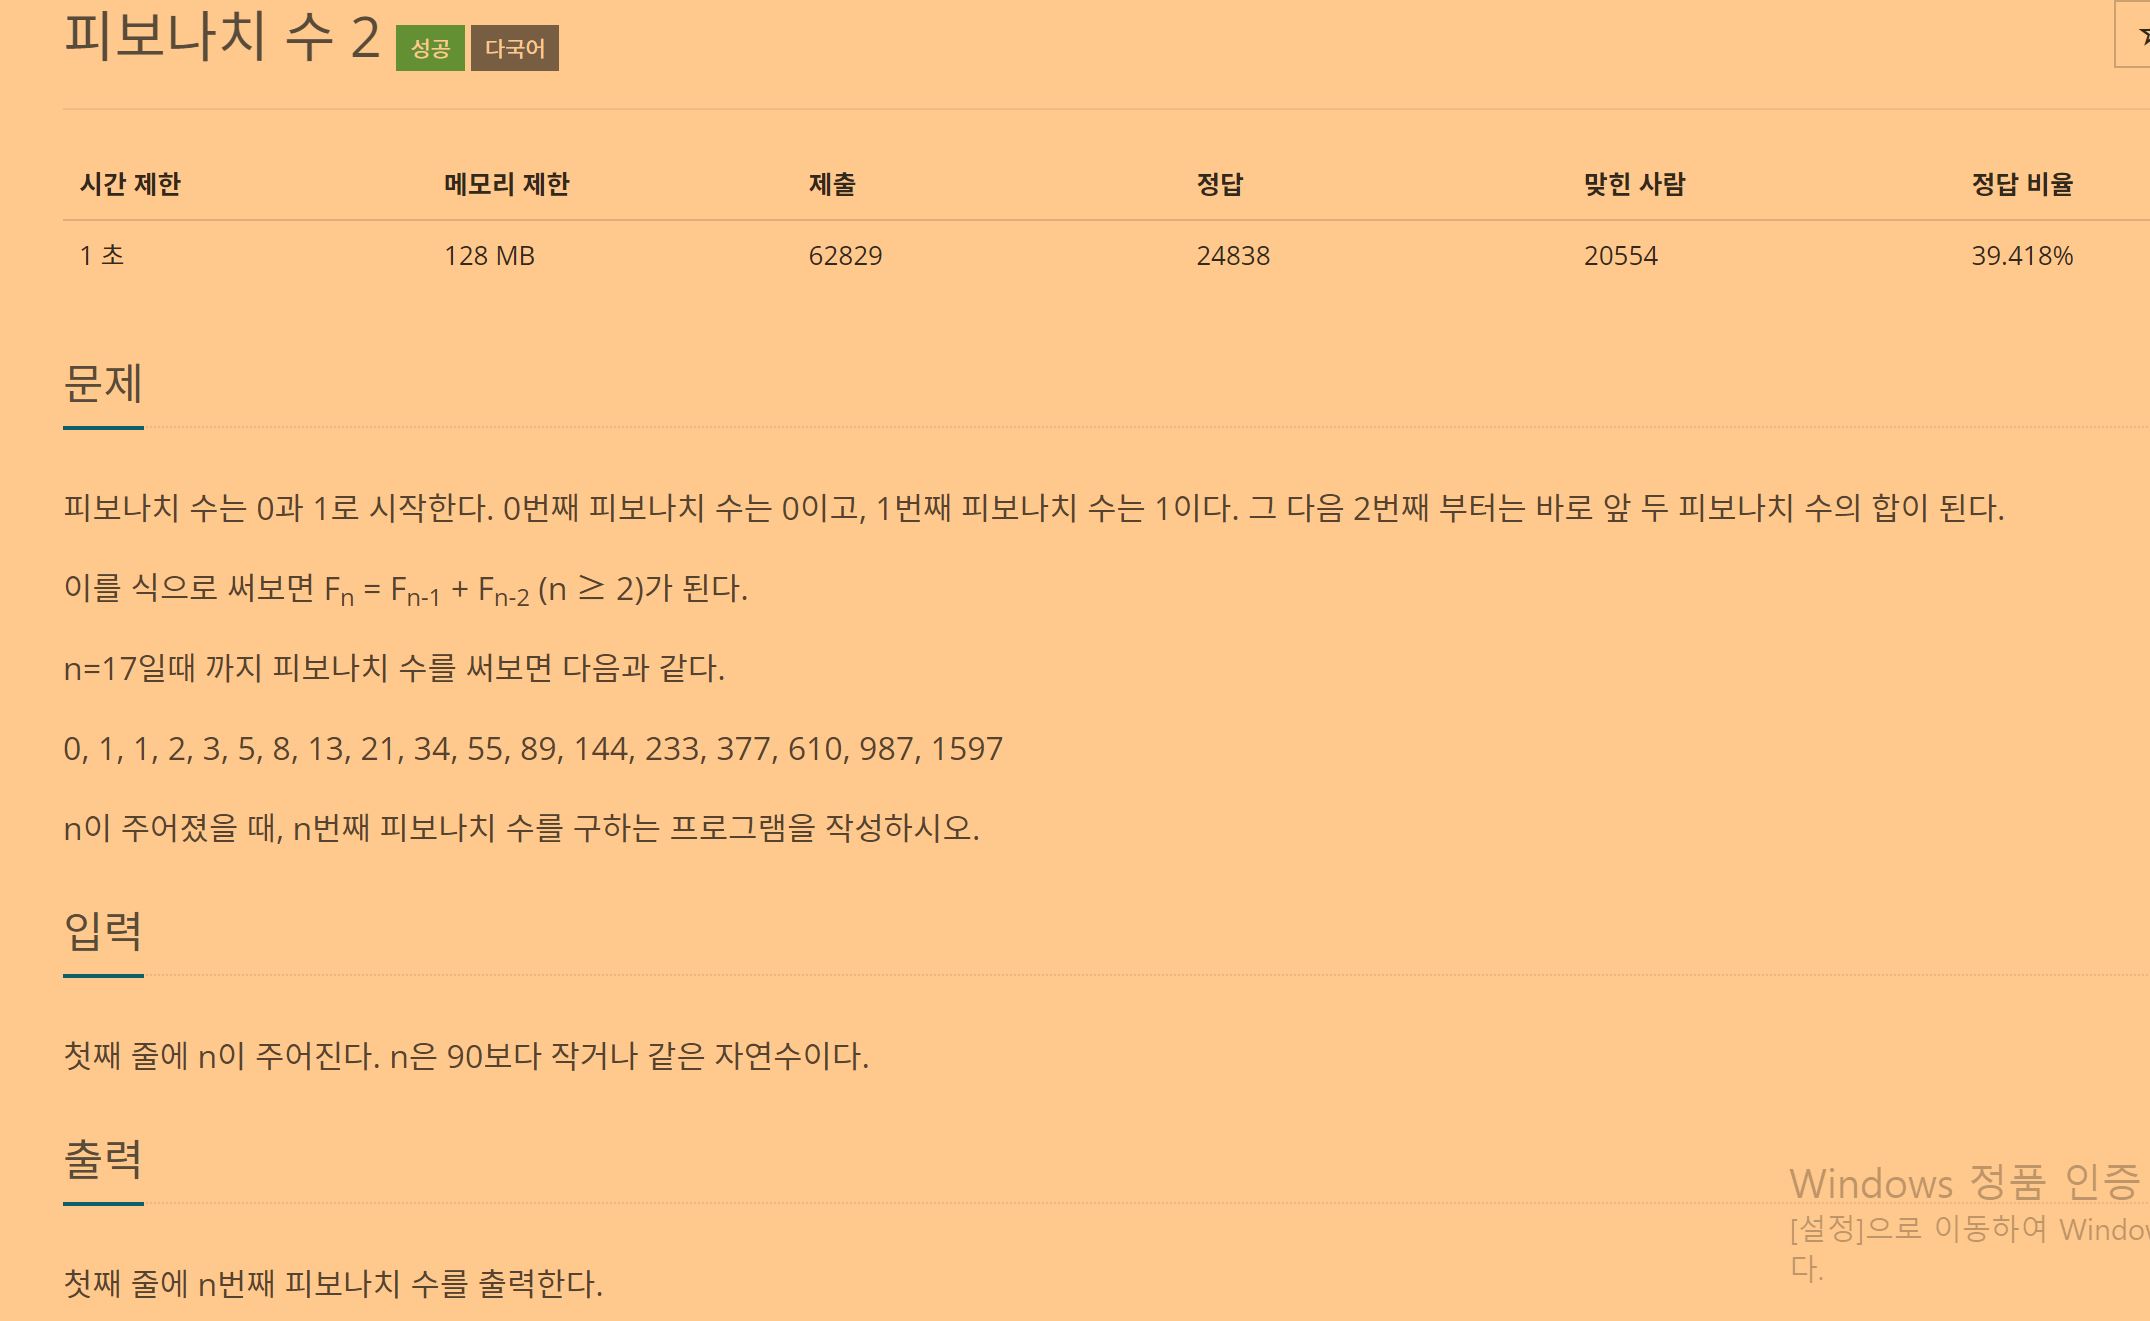 피보나치 수 2 성공 다국어
시간 제한 메모리 제한 제출 정답 맞힌 사람 정답 비율
1 초 128 MB 62829 24838 20554 39.418%
문제
피보나치 수는 0과 1로 시작한다. 0번째 피보나치 수는 0이고, 1번째 피보나치 수는 1이다. 그 다음 2번째 부터는 바로 앞 두 피보나치 수의 합이 된다.
이를 식으로 써보면 Fn = Fn-1 + Fn-2 (n ≥ 2)가 된다.
n=17일때 까지 피보나치 수를 써보면 다음과 같다.
0, 1, 1, 2, 3, 5, 8, 13, 21, 34, 55, 89, 144, 233, 377, 610, 987, 1597
n이 주어졌을 때, n번째 피보나치 수를 구하는 프로그램을 작성하시오.
입력
첫째 줄에 n이 주어진다. n은 90보다 작거나 같은 자연수이다.
출력
첫째 줄에 n번째 피보나치 수를 출력한다.
Windows 정품 인증
[설정]으로 이동하여 Window
다.